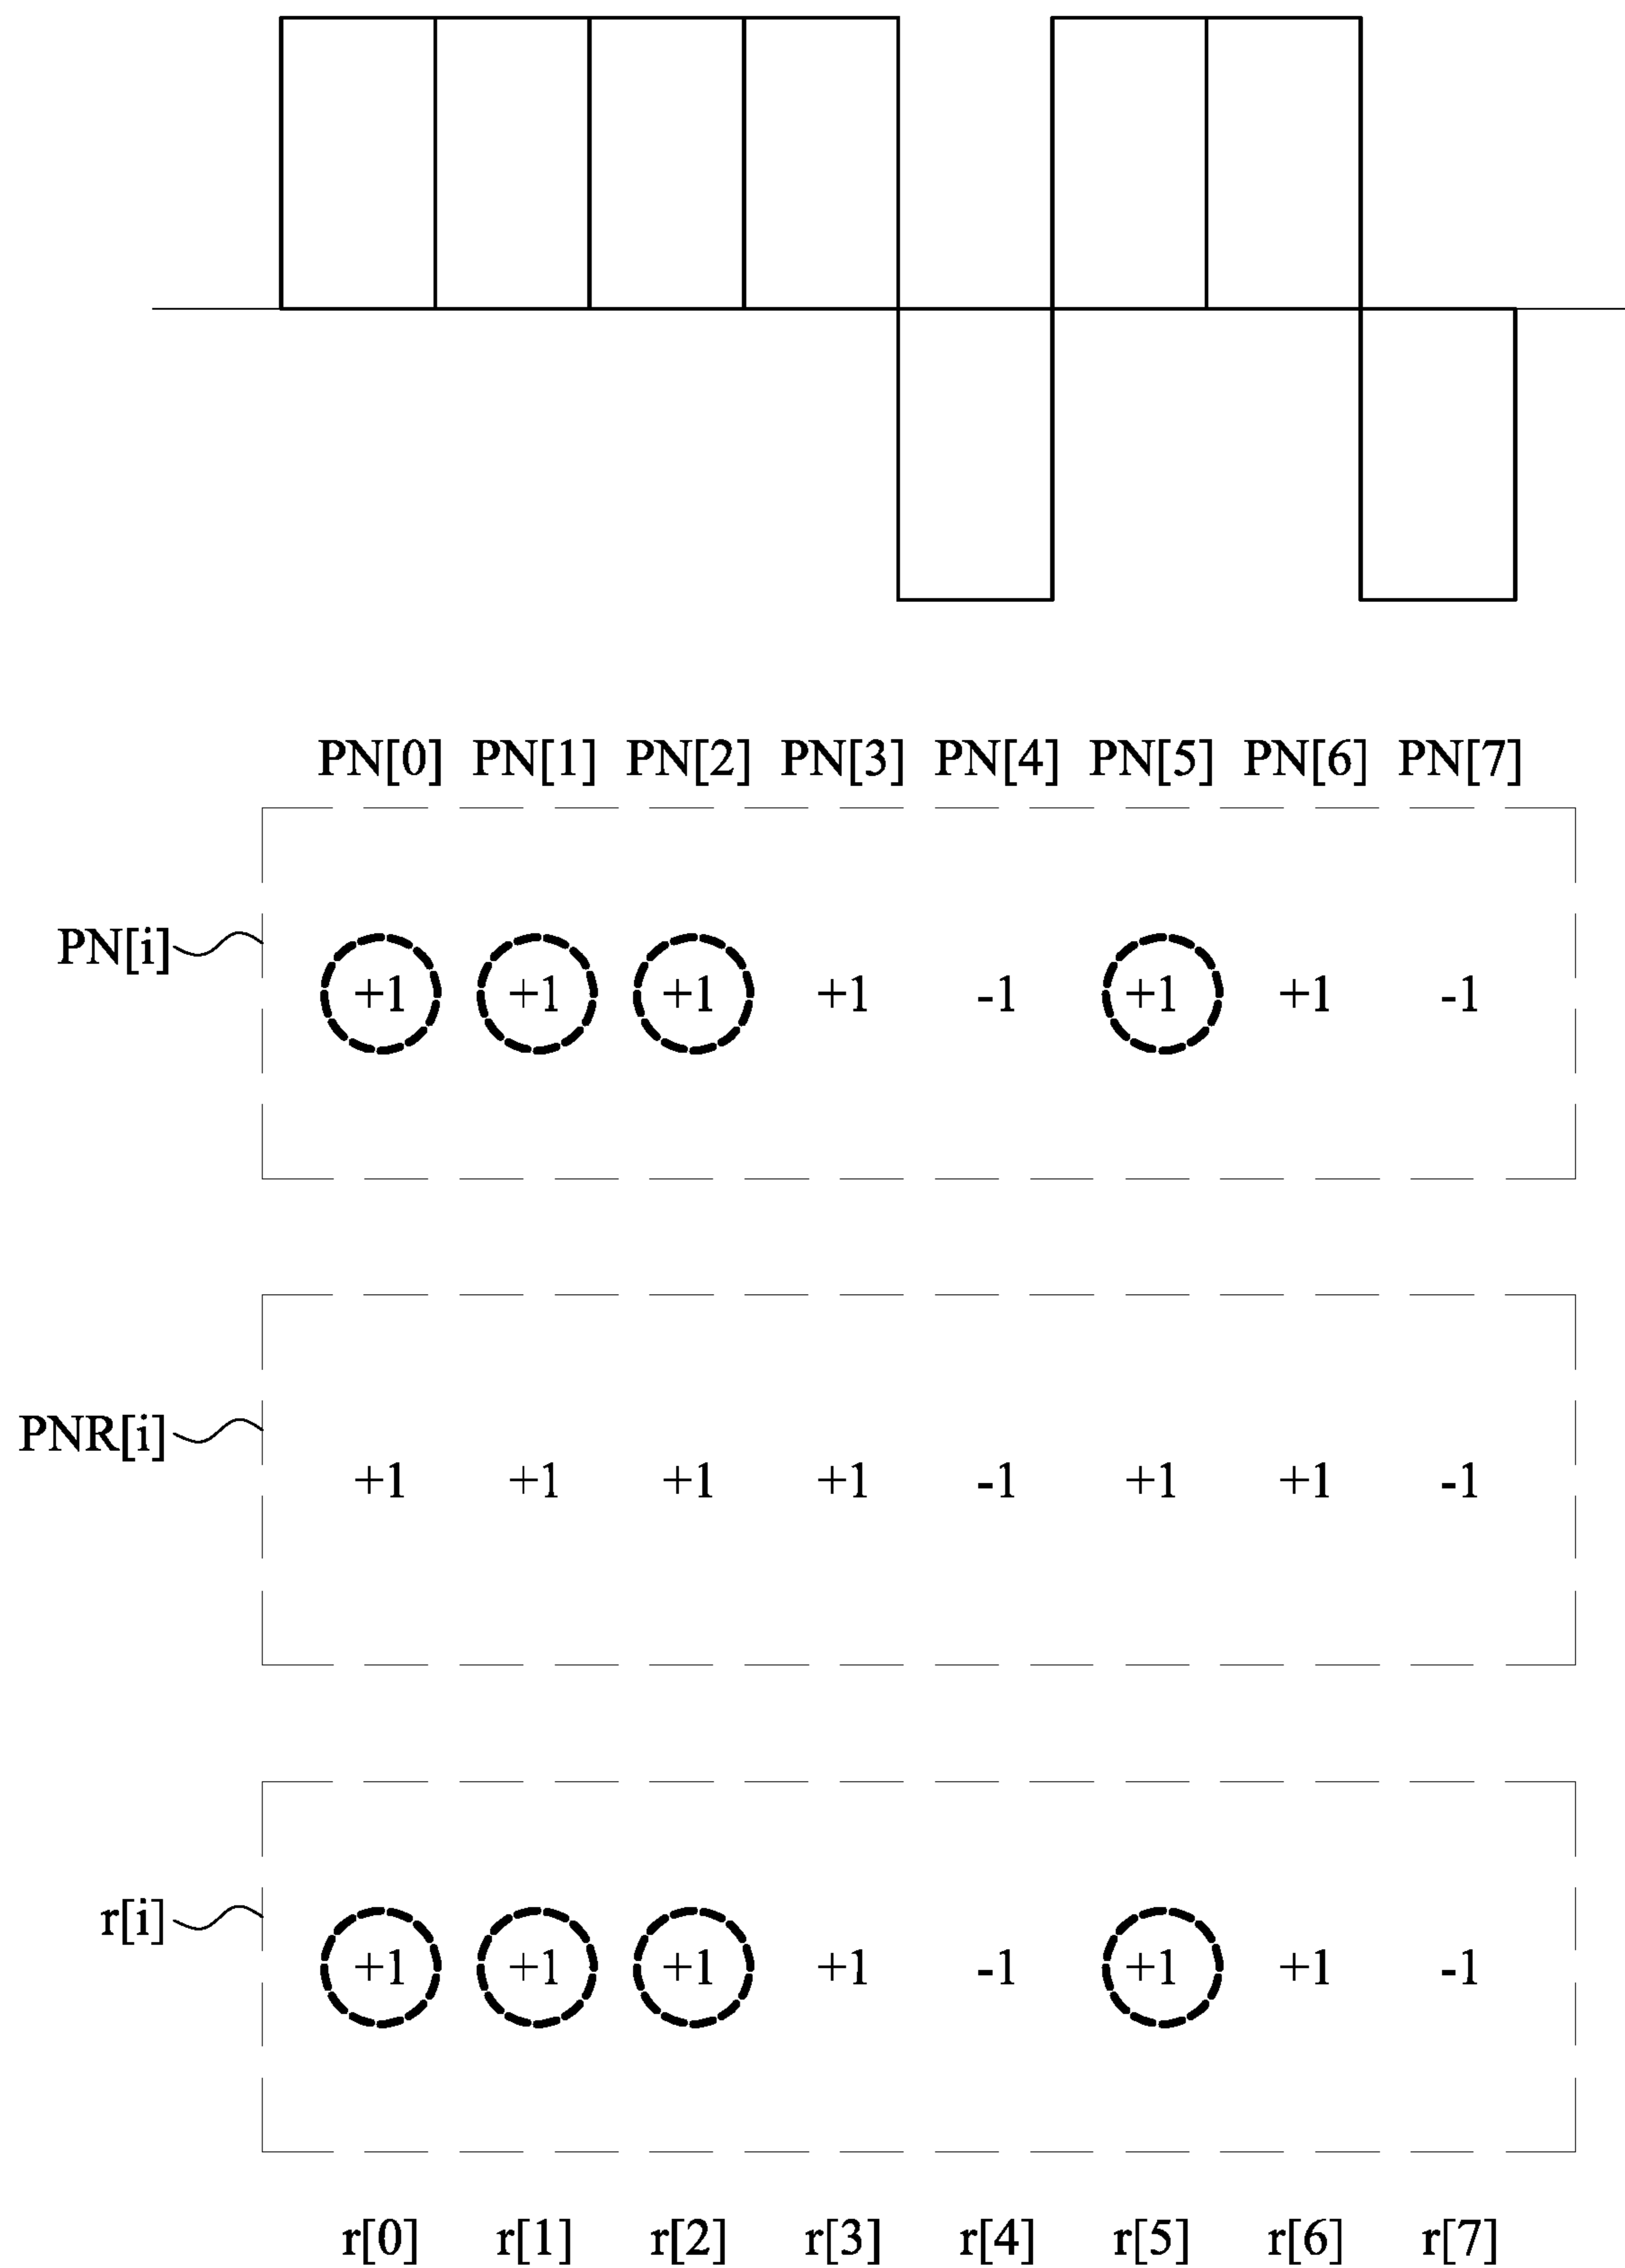 PN[0] PN[1] PN[2] PN[3] PN[4] PN[5] PN[6] PN[7]
PN[i]
+1 +1 +1 +1 -1 +1 +1 -1
PNR[i]
+1 +1 +1 +1 -1 +1 +1 -1
r[i]
+1 +1 +1 +1 -1 +1 +1 -1
r[0] r[1] r[2] r[3] r[4] r[5] r[6] r[7]